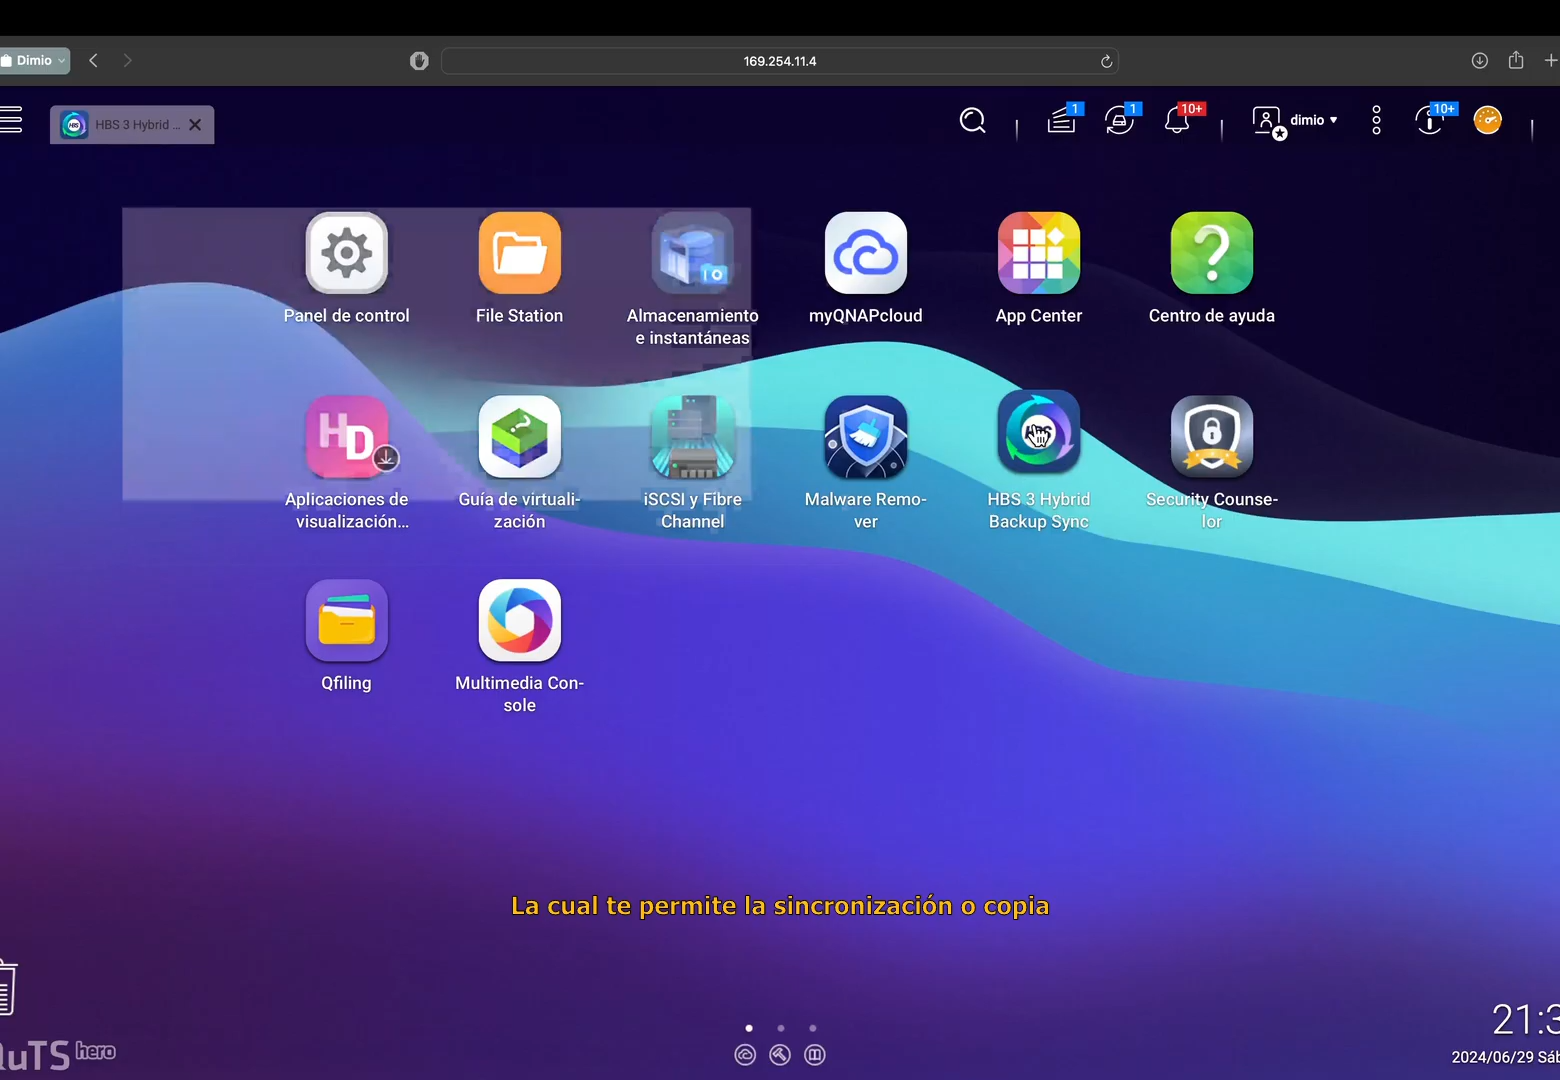 Dimio
169.254.11.4
HBS 3 Hybrid ...
1
1
10+
dimio
10+
Panel de control
File Station
Almacenamiento
e instantáneas
myQNAPcloud
App Center
Centro de ayuda
HD
Aplicaciones de
visualización...
Guía de virtuali-
zación
iSCSI y Fibre
Channel
Malware Remo-
ver
HBS 3 Hybrid
Backup Sync
Security Counse-
lor
Qfiling
Multimedia Con-
sole
La cual te permite la sincronización o copia
uTS hero
21:3
2024/06/29 Sáb